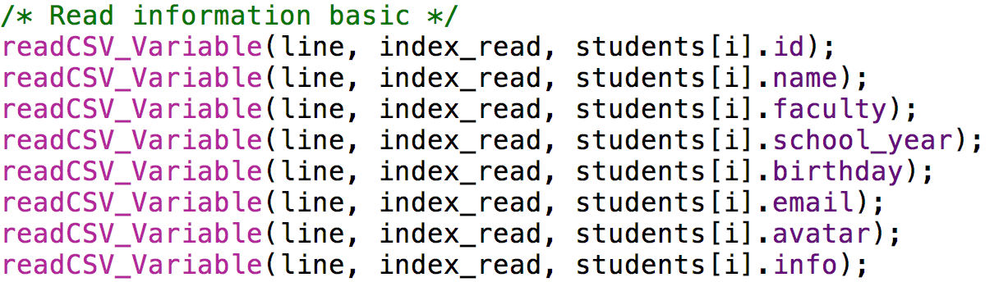 /* Read information basic */
readCSV_Variable(line, index_read, students[i].id);
readCSV_Variable(line, index_read, students[i].name);
readCSV_Variable(line, index_read, students[i].faculty);
readCSV_Variable(line, index_read, students[i].school_year);
readCSV_Variable(line, index_read, students[i].birthday);
readCSV_Variable(line, index_read, students[i].email);
readCSV_Variable(line, index_read, students[i].avatar);
readCSV_Variable(line, index_read, students[i].info);